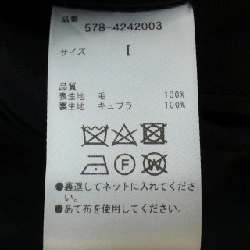 品番
578-4242003
サイズ I
品質
表生地 毛 100%
裏生地 キュプラ 100%
F W
●裏返してネットに入れてくださ
い。
●あて布を使用してください。